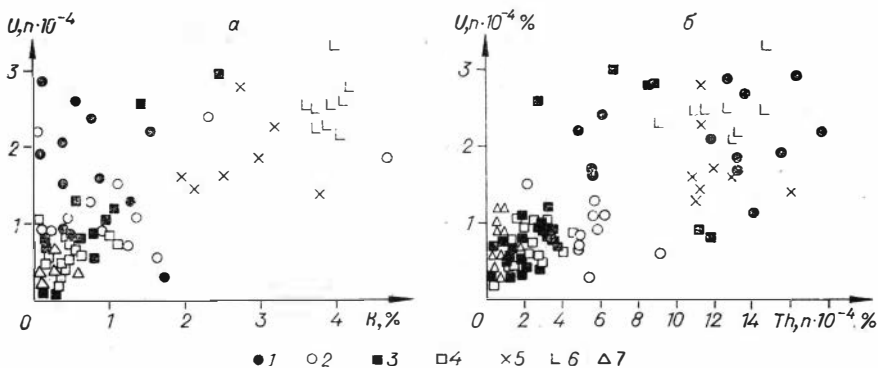 U, n·10⁻⁴ а U, n·10⁻⁴ % б
3 3
2 2
1 1
0 1 2 3 4 K, % 0 2 4 6 8 10 12 14 Th, n·10⁻⁴ %
● 1 ○ 2 ■ 3 □ 4 × 5 ∟ 6 △ 7